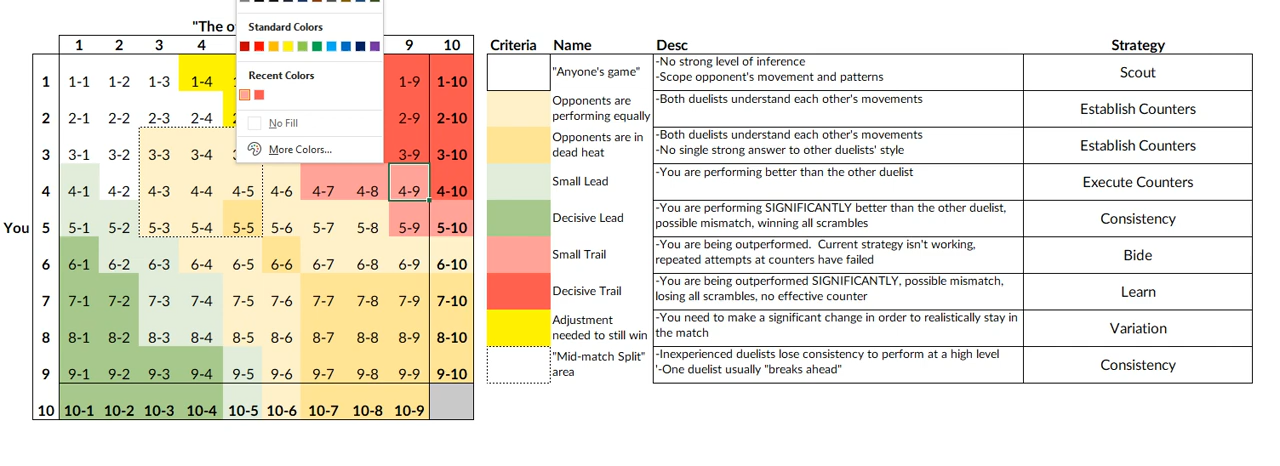 "The o
Standard Colors
Recent Colors
No Fill
More Colors...
1 2 3 4 9 10
1 1-1 1-2 1-3 1-4 1-9 1-10
2 2-1 2-2 2-3 2-4 2-9 2-10
3 3-1 3-2 3-3 3-4 3-9 3-10
4 4-1 4-2 4-3 4-4 4-5 4-6 4-7 4-8 4-9 4-10
You 5 5-1 5-2 5-3 5-4 5-5 5-6 5-7 5-8 5-9 5-10
6 6-1 6-2 6-3 6-4 6-5 6-6 6-7 6-8 6-9 6-10
7 7-1 7-2 7-3 7-4 7-5 7-6 7-7 7-8 7-9 7-10
8 8-1 8-2 8-3 8-4 8-5 8-6 8-7 8-8 8-9 8-10
9 9-1 9-2 9-3 9-4 9-5 9-6 9-7 9-8 9-9 9-10
10 10-1 10-2 10-3 10-4 10-5 10-6 10-7 10-8 10-9
Criteria Name Desc Strategy
"Anyone's game"
-No strong level of inference
-Scope opponent's movement and patterns
Scout
Opponents are
performing equally
-Both duelists understand each other's movements
Establish Counters
Opponents are in
dead heat
-Both duelists understand each other's movements
-No single strong answer to other duelists' style
Establish Counters
Small Lead
-You are performing better than the other duelist
Execute Counters
Decisive Lead
-You are performing SIGNIFICANTLY better than the other duelist,
possible mismatch, winning all scrambles
Consistency
Small Trail
-You are being outperformed.  Current strategy isn't working,
repeated attempts at counters have failed
Bide
Decisive Trail
-You are being outperformed SIGNIFICANTLY, possible mismatch,
losing all scrambles, no effective counter
Learn
Adjustment
needed to still win
-You need to make a significant change in order to realistically stay in
the match
Variation
"Mid-match Split"
area
-Inexperienced duelists lose consistency to perform at a high level
'-One duelist usually "breaks ahead"
Consistency